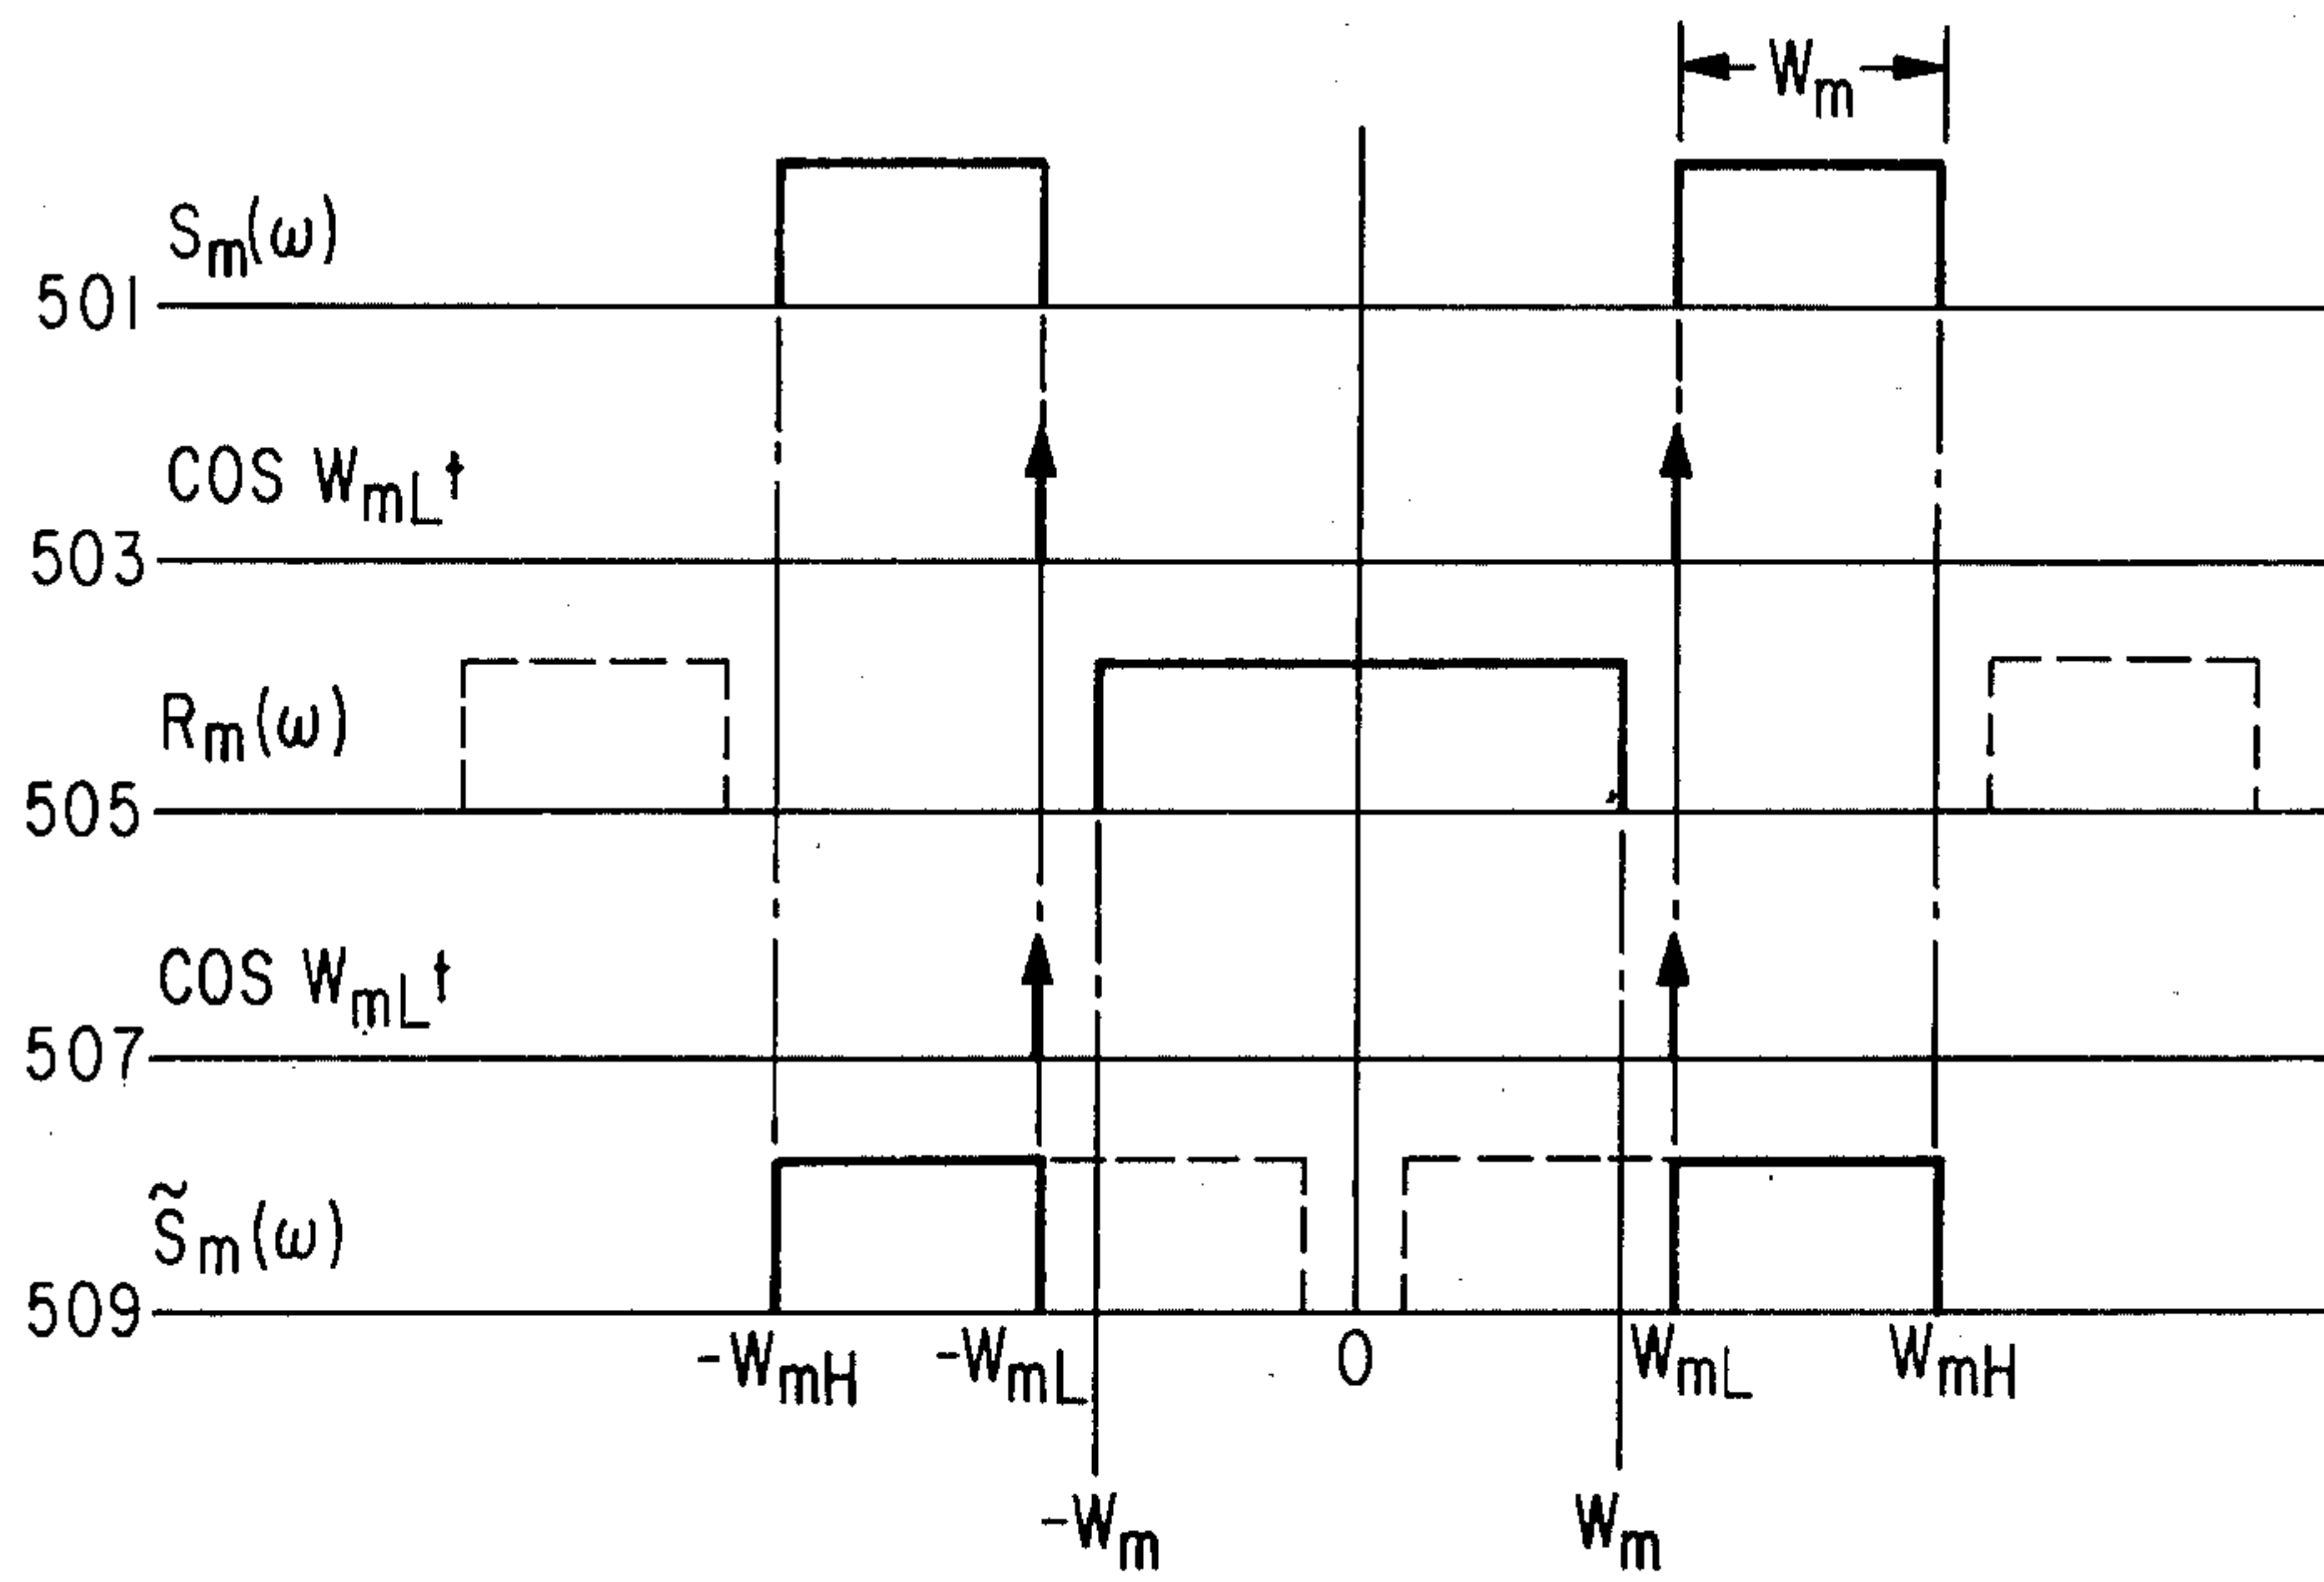 Wm
Sm(ω)
501
COS WmLt
503
Rm(ω)
505
COS WmLt
507
S̃m(ω)
509
-WmH -WmL 0 WmL WmH
-Wm Wm